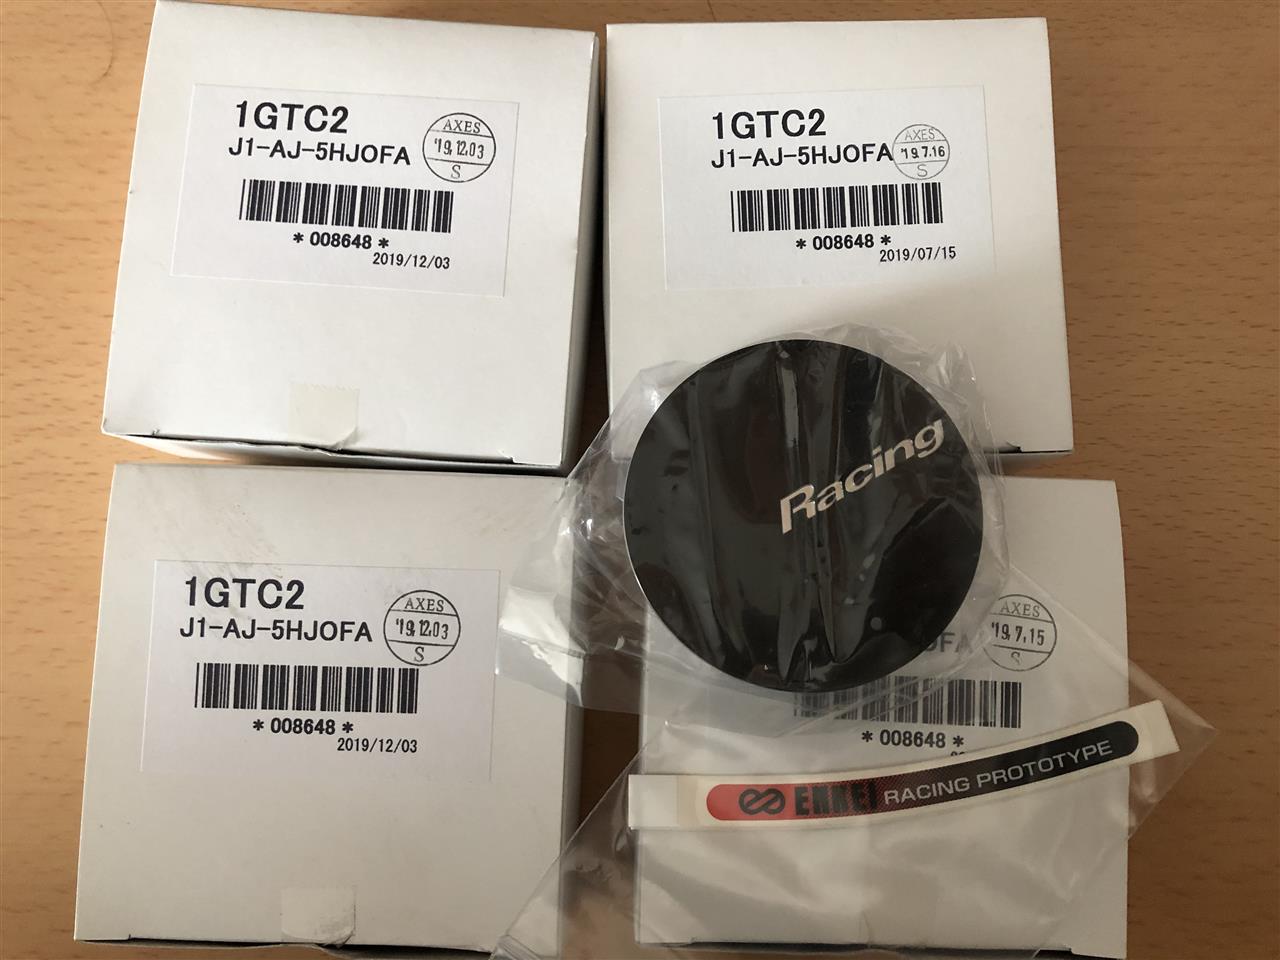 1GTC2
J1-AJ-5HJOFA
AXES
'19.12.03
S
*008648*
2019/12/03
1GTC2
J1-AJ-5HJOFA
AXES
'19.7.16
S
*008648*
2019/07/15
Racing
1GTC2
J1-AJ-5HJOFA
AXES
'19.12.03
S
*008648*
2019/12/03
OFA
AXES
'19.7.15
S
*008648*
ENKEI RACING PROTOTYPE